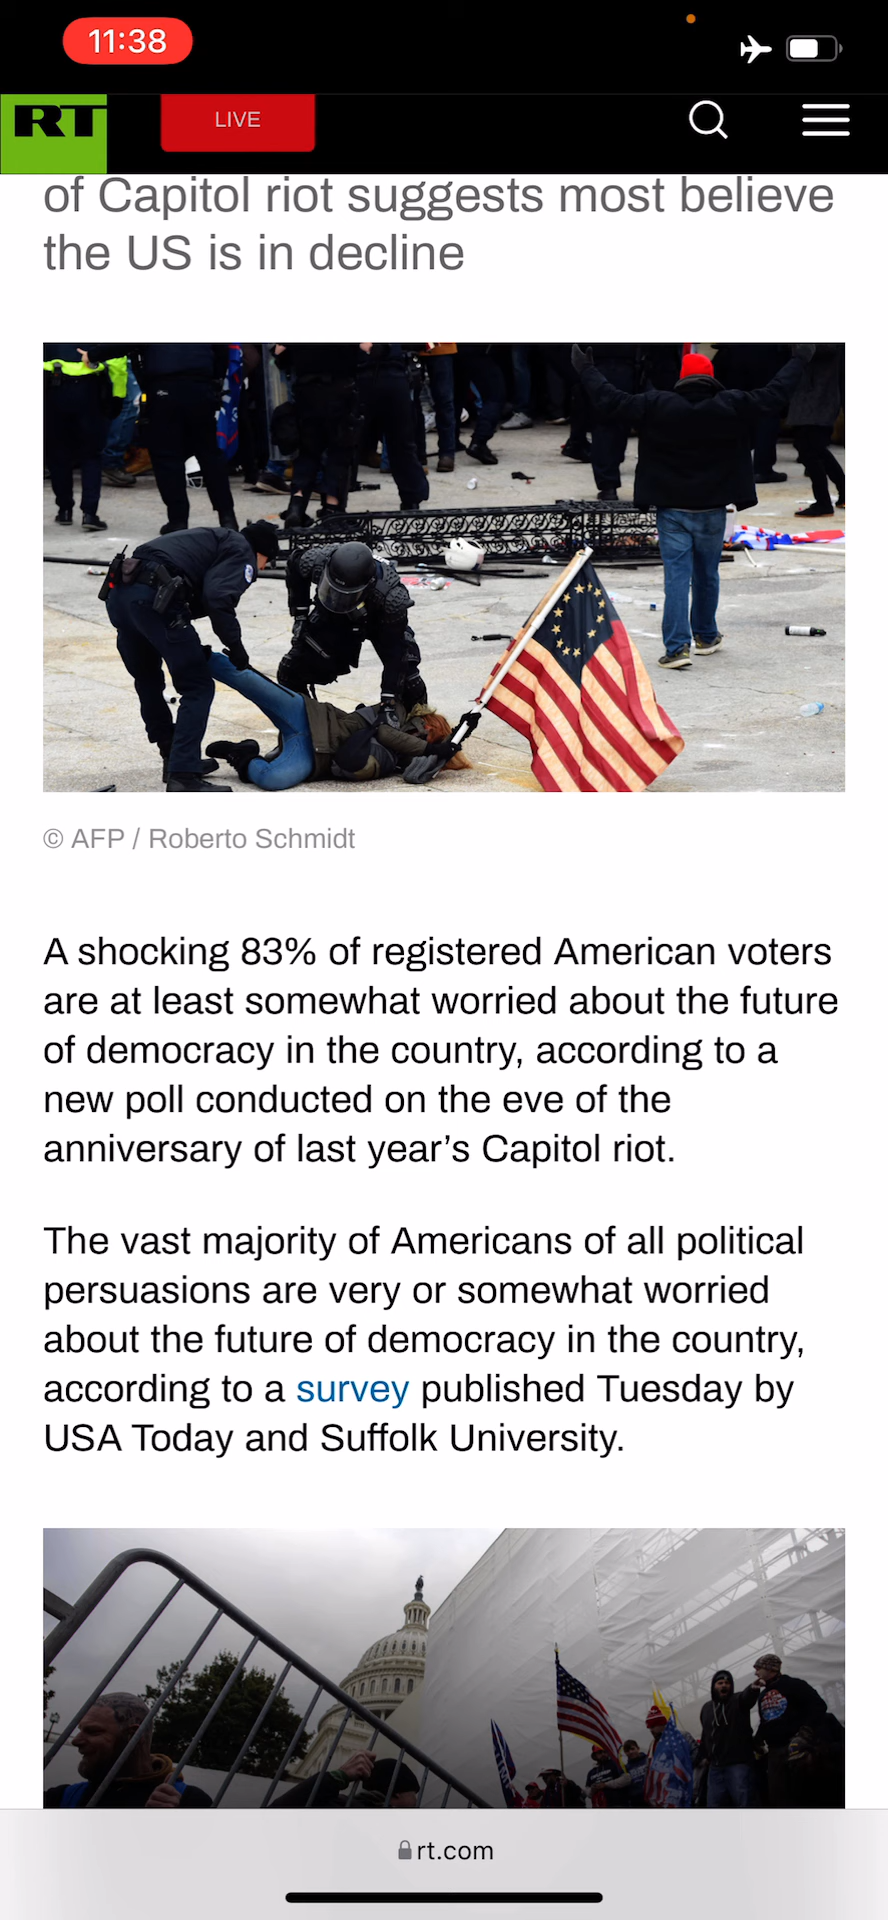 11:38
RT
LIVE
of Capitol riot suggests most believe
the US is in decline
© AFP / Roberto Schmidt
A shocking 83% of registered American voters
are at least somewhat worried about the future
of democracy in the country, according to a
new poll conducted on the eve of the
anniversary of last year’s Capitol riot.
The vast majority of Americans of all political
persuasions are very or somewhat worried
about the future of democracy in the country,
according to a survey published Tuesday by
USA Today and Suffolk University.
rt.com